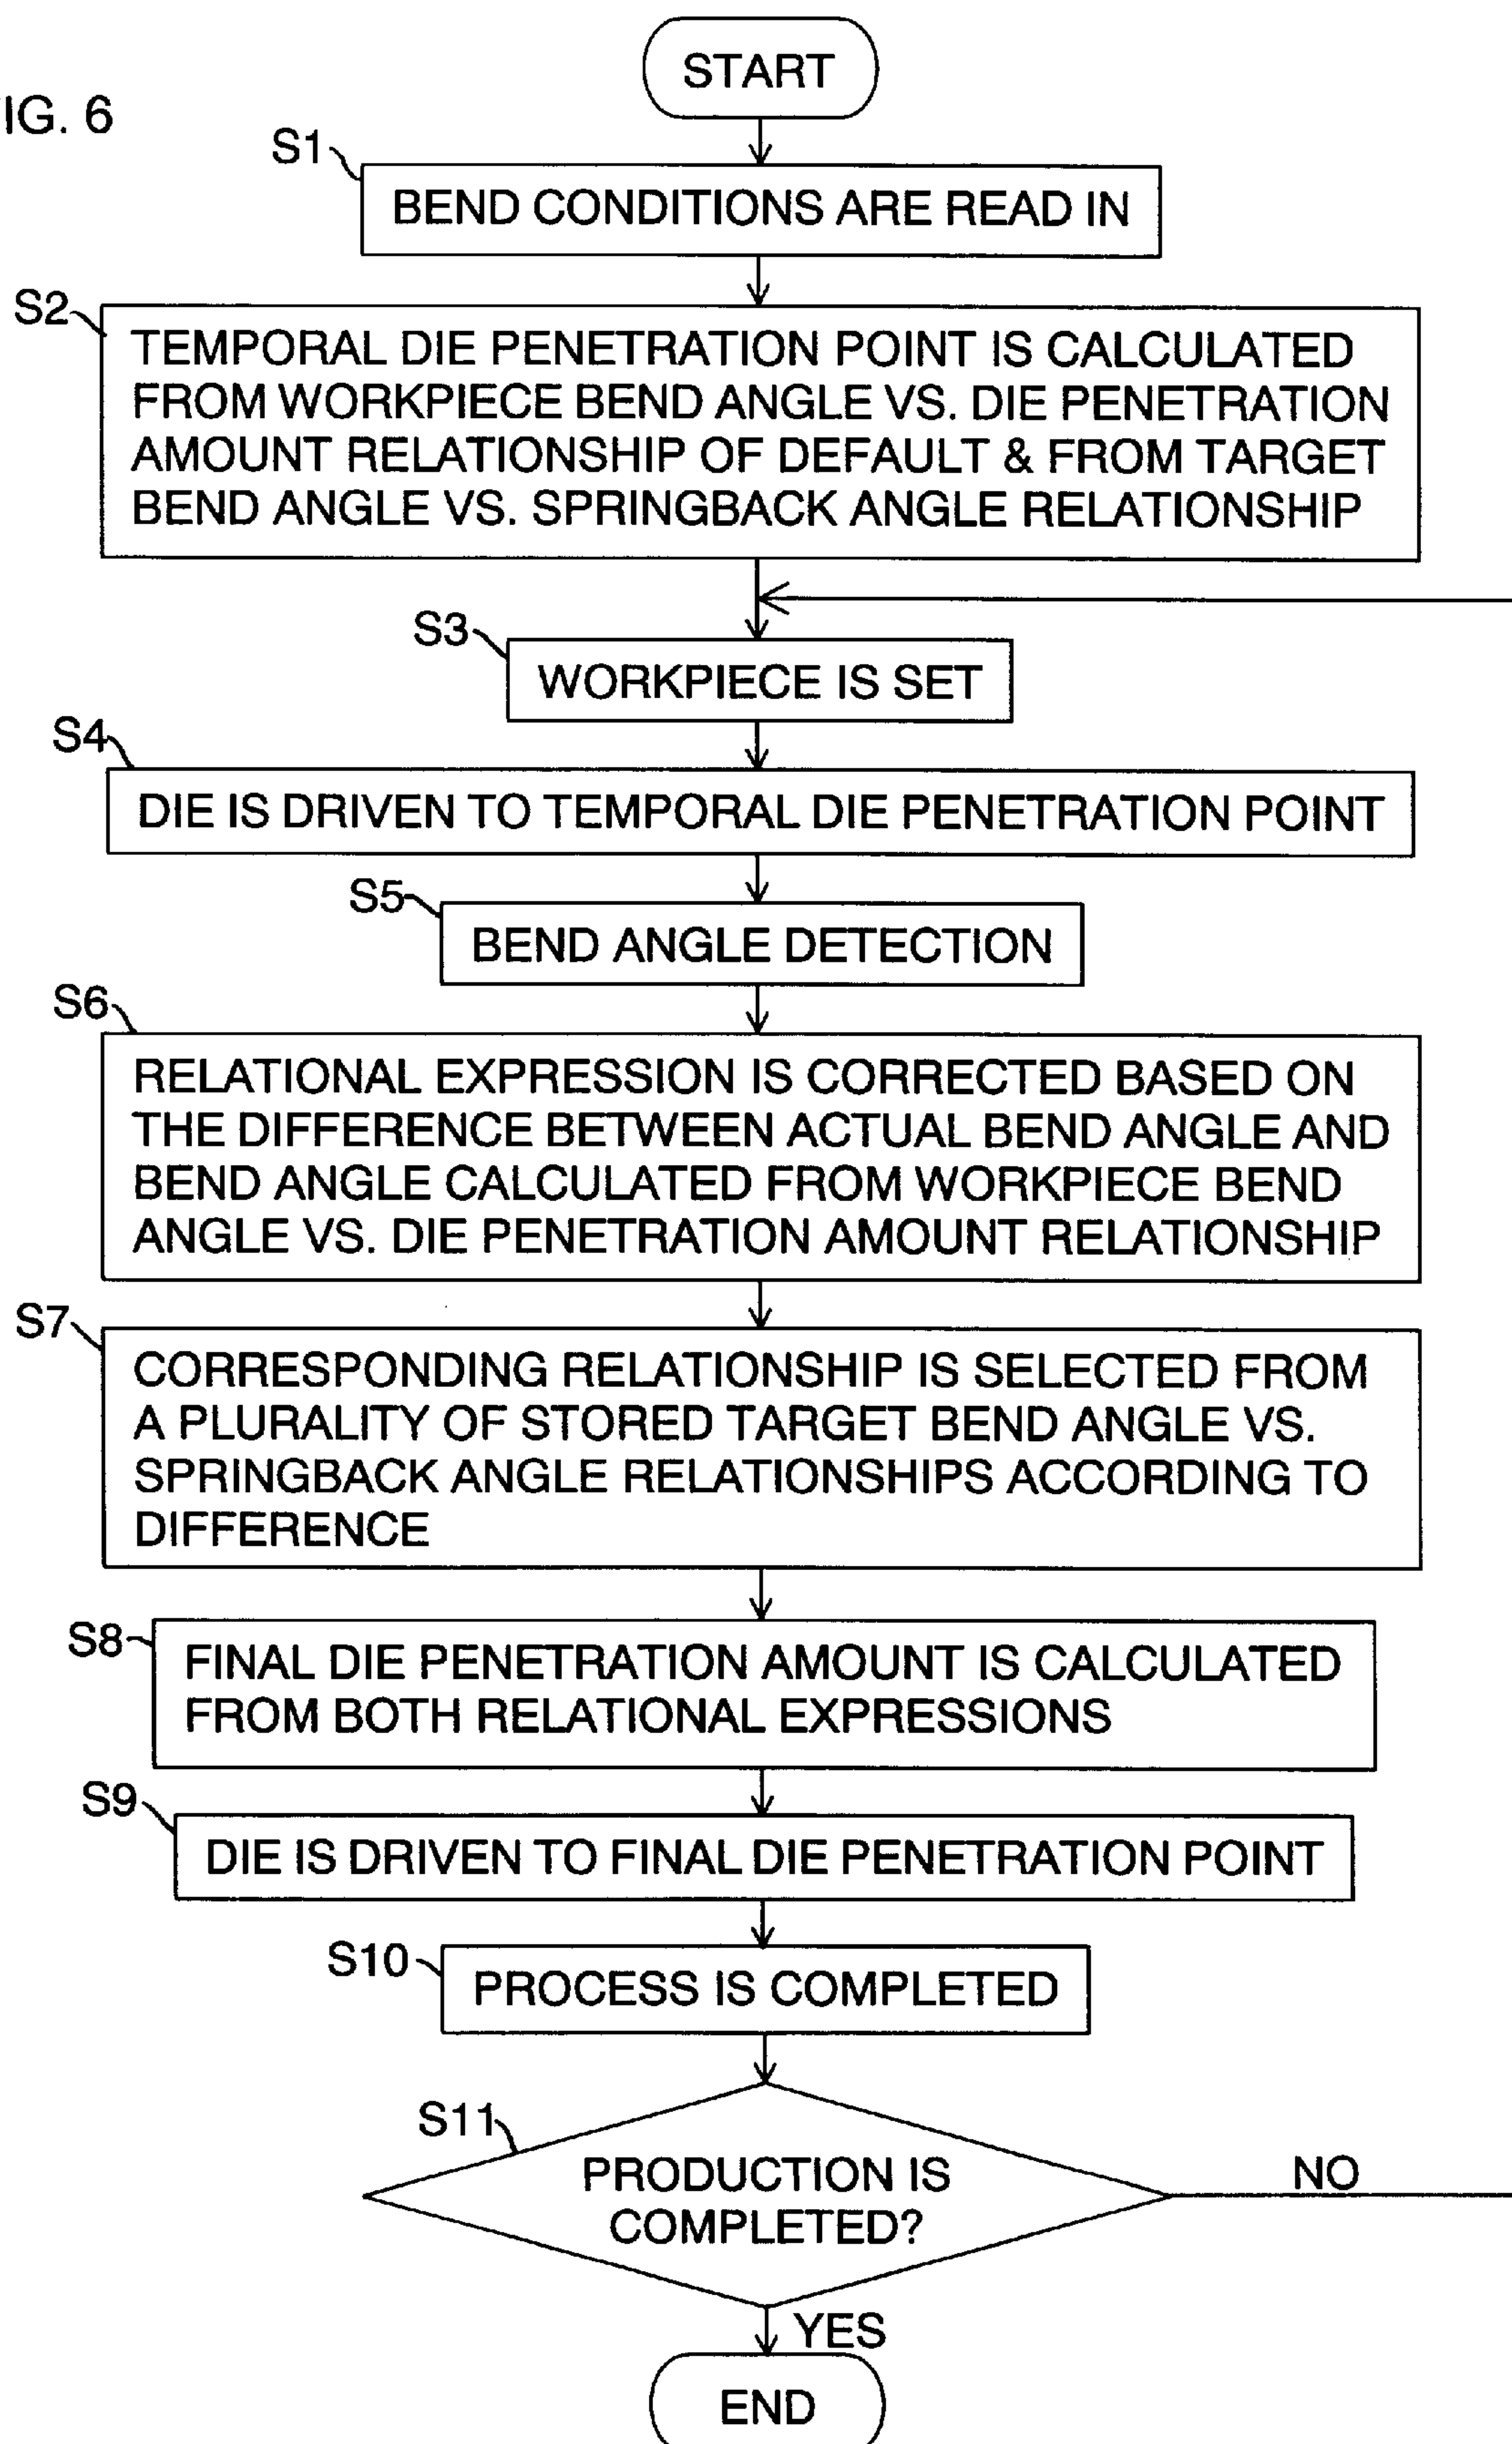 START
IG. 6
S1
BEND CONDITIONS ARE READ IN
S2
TEMPORAL DIE PENETRATION POINT IS CALCULATED
FROM WORKPIECE BEND ANGLE VS. DIE PENETRATION
AMOUNT RELATIONSHIP OF DEFAULT & FROM TARGET
BEND ANGLE VS. SPRINGBACK ANGLE RELATIONSHIP
S3
WORKPIECE IS SET
S4
DIE IS DRIVEN TO TEMPORAL DIE PENETRATION POINT
S5
BEND ANGLE DETECTION
S6
RELATIONAL EXPRESSION IS CORRECTED BASED ON
THE DIFFERENCE BETWEEN ACTUAL BEND ANGLE AND
BEND ANGLE CALCULATED FROM WORKPIECE BEND
ANGLE VS. DIE PENETRATION AMOUNT RELATIONSHIP
S7
CORRESPONDING RELATIONSHIP IS SELECTED FROM
A PLURALITY OF STORED TARGET BEND ANGLE VS.
SPRINGBACK ANGLE RELATIONSHIPS ACCORDING TO
DIFFERENCE
S8
FINAL DIE PENETRATION AMOUNT IS CALCULATED
FROM BOTH RELATIONAL EXPRESSIONS
S9
DIE IS DRIVEN TO FINAL DIE PENETRATION POINT
S10
PROCESS IS COMPLETED
S11
PRODUCTION IS
COMPLETED?
NO
YES
END